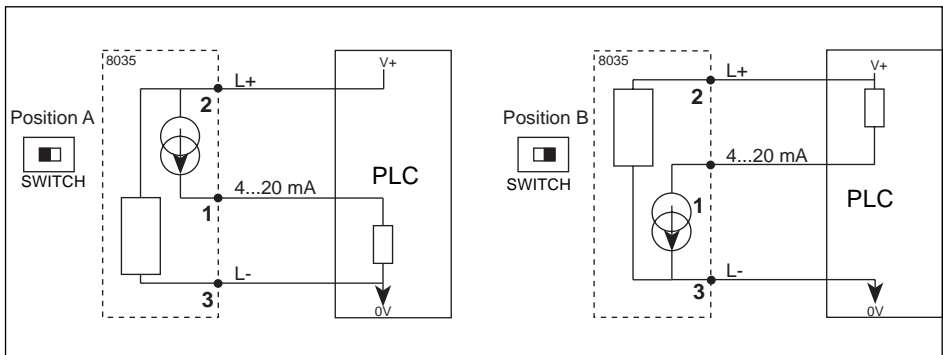 8035
V+
L+
2
Position A
SWITCH
4...20 mA
PLC
1
L-
3
0V
8035
V+
L+
2
Position B
SWITCH
4...20 mA
PLC
1
L-
3
0V